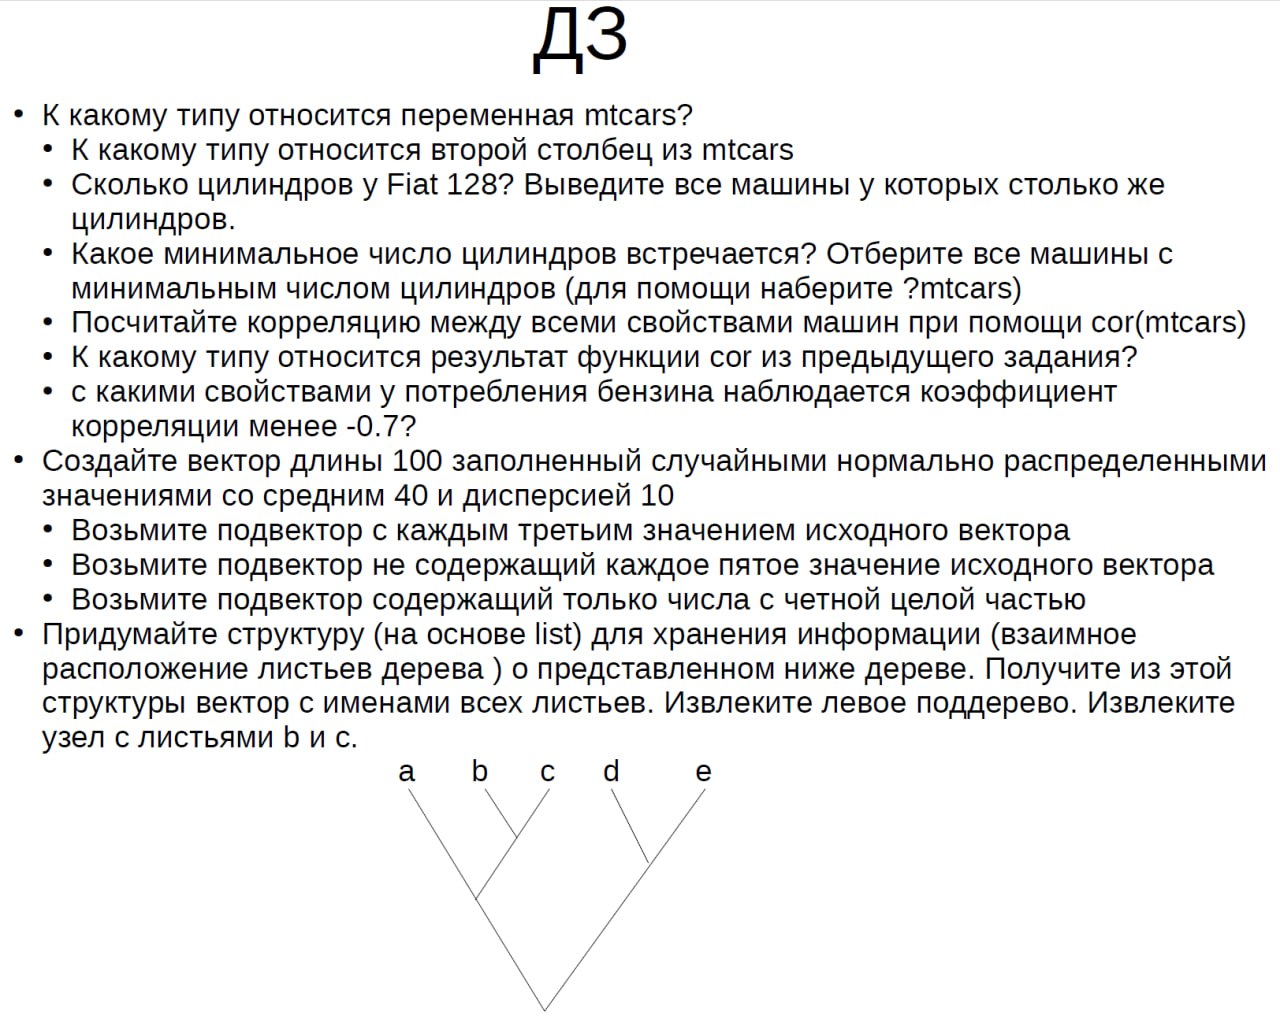 ДЗ
• К какому типу относится переменная mtcars?
• К какому типу относится второй столбец из mtcars
• Сколько цилиндров у Fiat 128? Выведите все машины у которых столько же
цилиндров.
• Какое минимальное число цилиндров встречается? Отберите все машины с
минимальным числом цилиндров (для помощи наберите ?mtcars)
• Посчитайте корреляцию между всеми свойствами машин при помощи cor(mtcars)
• К какому типу относится результат функции cor из предыдущего задания?
• с какими свойствами у потребления бензина наблюдается коэффициент
корреляции менее -0.7?
• Создайте вектор длины 100 заполненный случайными нормально распределенными
значениями со средним 40 и дисперсией 10
• Возьмите подвектор с каждым третьим значением исходного вектора
• Возьмите подвектор не содержащий каждое пятое значение исходного вектора
• Возьмите подвектор содержащий только числа с четной целой частью
• Придумайте структуру (на основе list) для хранения информации (взаимное
расположение листьев дерева ) о представленном ниже дереве. Получите из этой
структуры вектор с именами всех листьев. Извлеките левое поддерево. Извлеките
узел с листьями b и c.
a b c d e